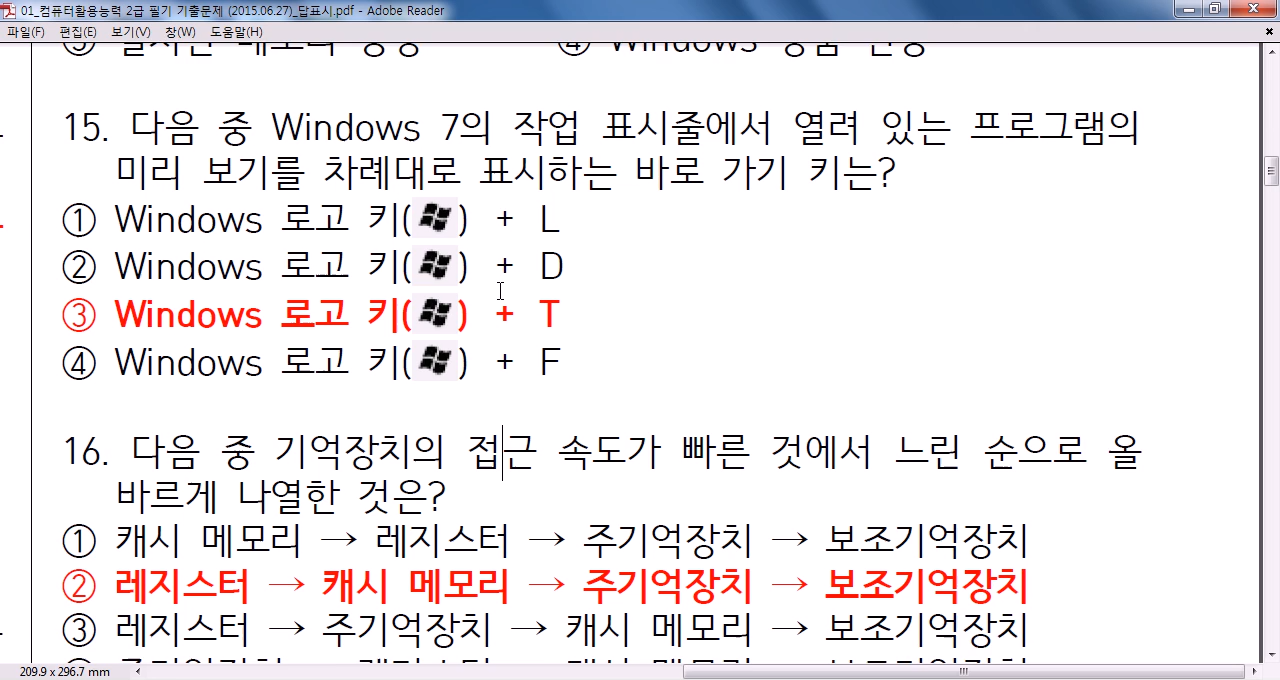 01_컴퓨터활용능력 2급 필기 기출문제 (2015.06.27)_답표시.pdf - Adobe Reader
파일(F) 편집(E) 보기(V) 창(W) 도움말(H)
15. 다음 중 Windows 7의 작업 표시줄에서 열려 있는 프로그램의
미리 보기를 차례대로 표시하는 바로 가기 키는?
① Windows 로고 키( ) + L
② Windows 로고 키( ) + D
③ Windows 로고 키( ) + T
④ Windows 로고 키( ) + F
16. 다음 중 기억장치의 접근 속도가 빠른 것에서 느린 순으로 올
바르게 나열한 것은?
① 캐시 메모리 → 레지스터 → 주기억장치 → 보조기억장치
② 레지스터 → 캐시 메모리 → 주기억장치 → 보조기억장치
③ 레지스터 → 주기억장치 → 캐시 메모리 → 보조기억장치
209.9 x 296.7 mm